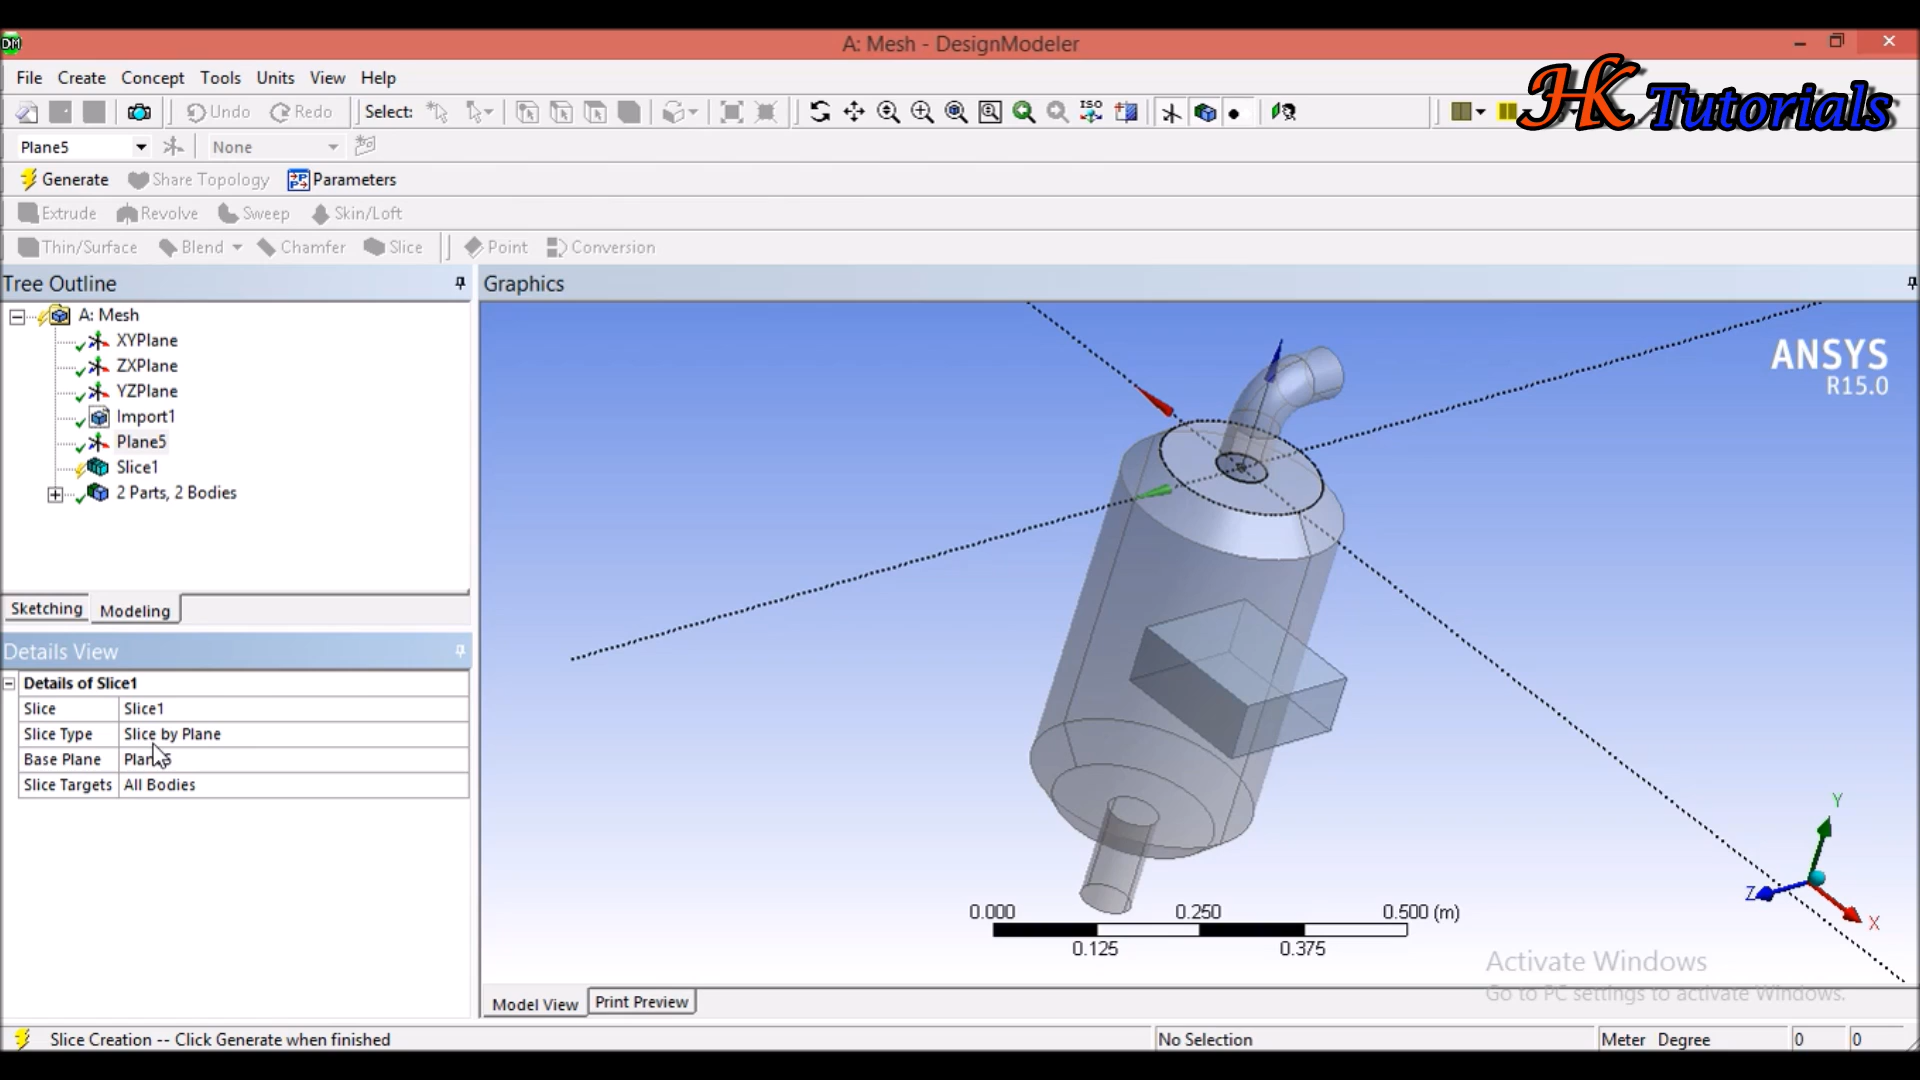 DM
A: Mesh - DesignModeler
File Create Concept Tools Units View Help
Undo Redo Select: ISO
HK Tutorials
Plane5 None
Generate Share Topology Parameters
Extrude Revolve Sweep Skin/Loft
Thin/Surface Blend Chamfer Slice Point Conversion
Tree Outline
Graphics
A: Mesh
XYPlane
ZXPlane
YZPlane
Import1
Plane5
Slice1
2 Parts, 2 Bodies
Sketching Modeling
Details View
Details of Slice1
Slice Slice1
Slice Type Slice by Plane
Base Plane Plane5
Slice Targets All Bodies
ANSYS
R15.0
Y
Z
X
0.000 0.250 0.500 (m)
0.125 0.375
Activate Windows
Go to PC settings to activate Windows.
Model View Print Preview
Slice Creation -- Click Generate when finished No Selection Meter Degree 0 0